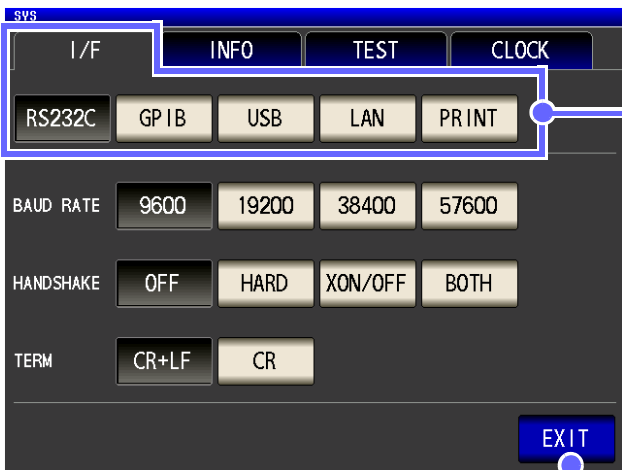 SYS
I/F INFO TEST CLOCK
RS232C GPIB USB LAN PRINT
BAUD RATE 9600 19200 38400 57600
HANDSHAKE OFF HARD XON/OFF BOTH
TERM CR+LF CR
EXIT